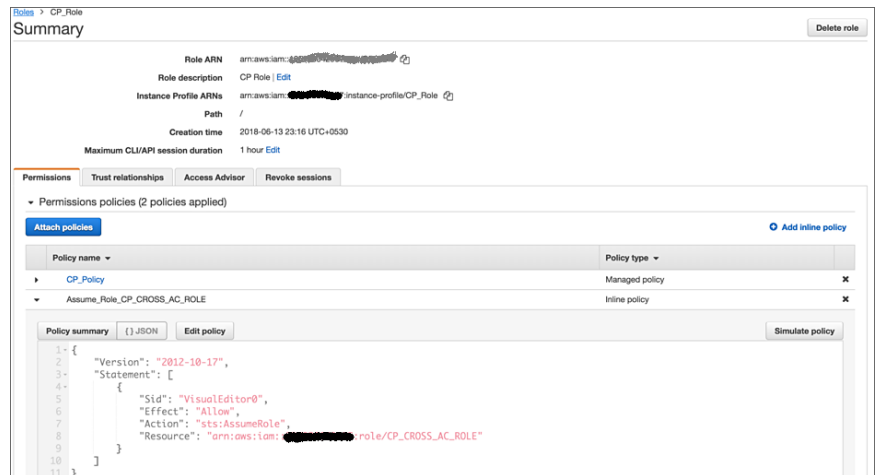 Roles > CP_Role
Summary
Delete role
Role ARN arn:aws:iam::
Role description CP Role | Edit
Instance Profile ARNs arn:aws:iam: :instance-profile/CP_Role
Path /
Creation time 2018-06-13 23:16 UTC+0530
Maximum CLI/API session duration 1 hour Edit
Permissions Trust relationships Access Advisor Revoke sessions
Permissions policies (2 policies applied)
Attach policies Add inline policy
Policy name Policy type
CP_Policy Managed policy
Assume_Role_CP_CROSS_AC_ROLE Inline policy
Policy summary { } JSON Edit policy Simulate policy
1 {
2 "Version": "2012-10-17",
3 "Statement": [
4 {
5 "Sid": "VisualEditor0",
6 "Effect": "Allow",
7 "Action": "sts:AssumeRole",
8 "Resource": "arn:aws:iam: :role/CP_CROSS_AC_ROLE"
9 }
10 ]
11 }